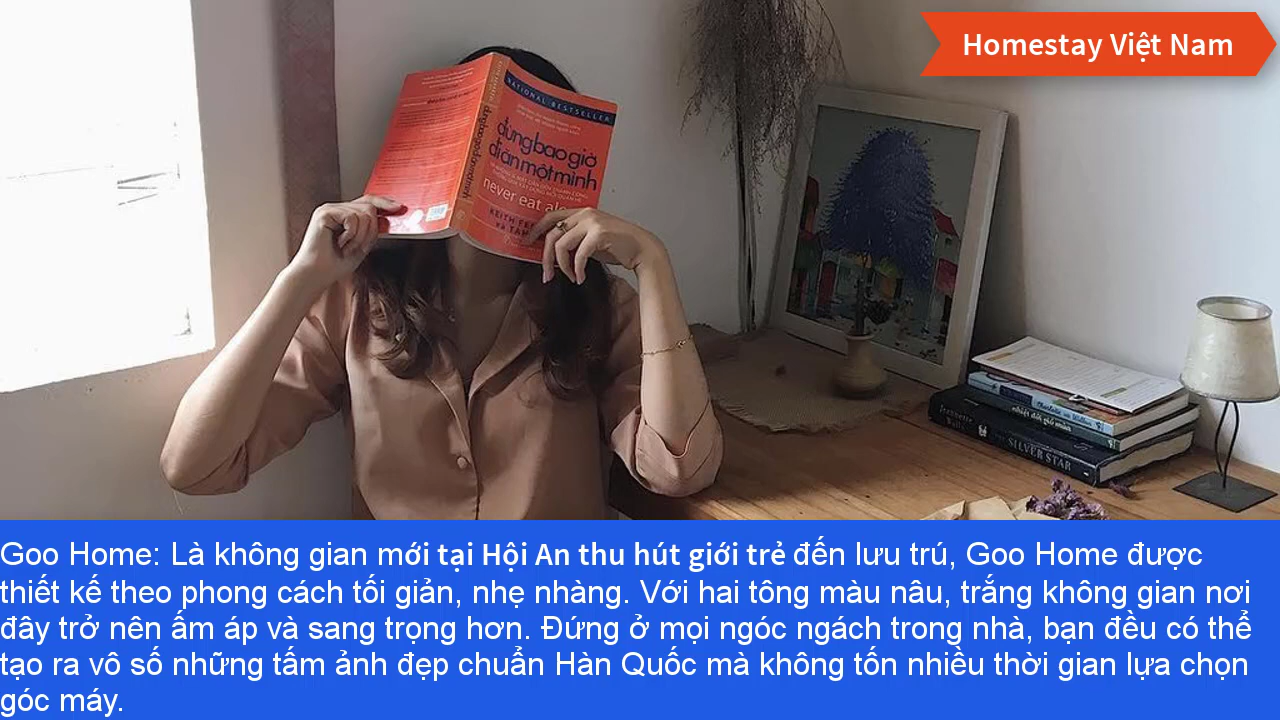 Homestay Việt Nam
NATIONAL BESTSELLER
đừng bao giờ
đi ăn một mình
never eat
KEITH
SILVER STAR
Goo Home: Là không gian mới tại Hội An thu hút giới trẻ đến lưu trú, Goo Home được
thiết kế theo phong cách tối giản, nhẹ nhàng. Với hai tông màu nâu, trắng không gian nơi
đây trở nên ấm áp và sang trọng hơn. Đứng ở mọi ngóc ngách trong nhà, bạn đều có thể
tạo ra vô số những tấm ảnh đẹp chuẩn Hàn Quốc mà không tốn nhiều thời gian lựa chọn
góc máy.